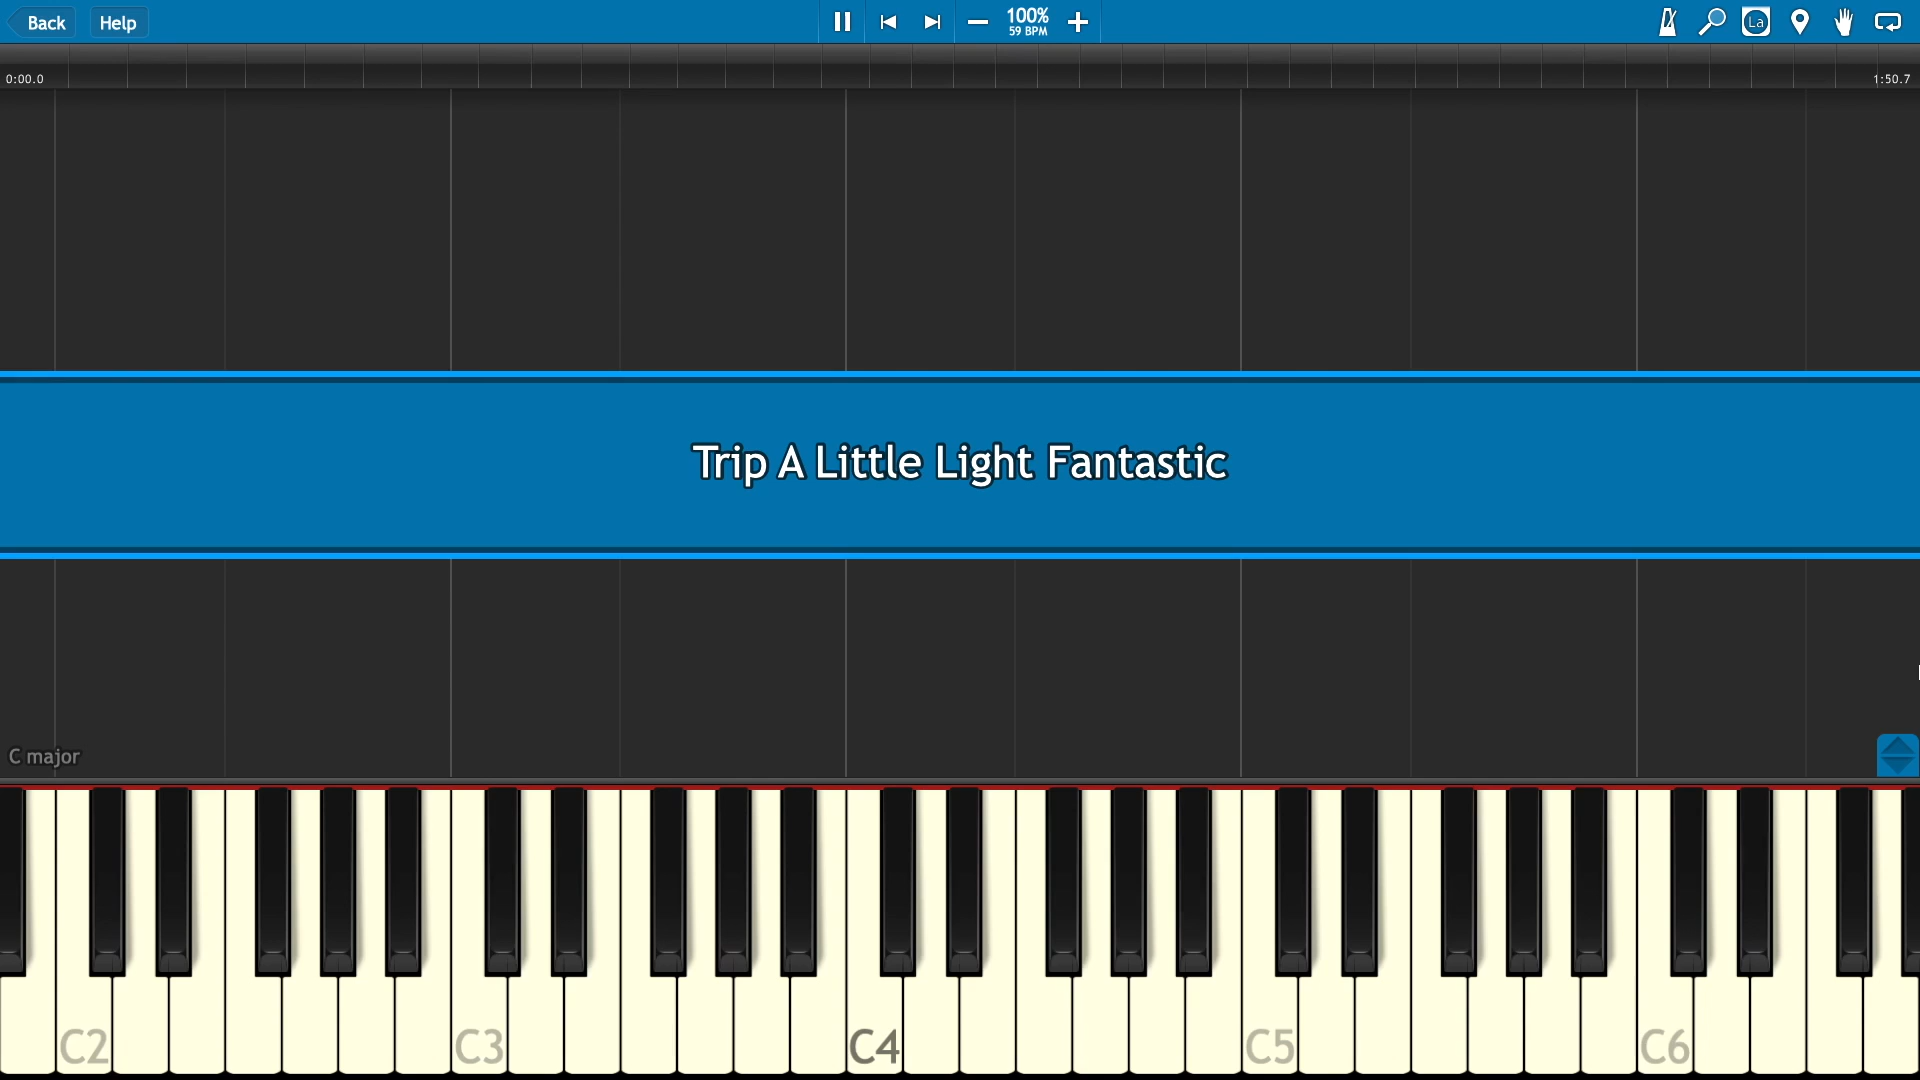 Back
Help
100%
59 BPM
La
0:00.0
1:50.7
Trip A Little Light Fantastic
C major
C2
C3
C4
C5
C6